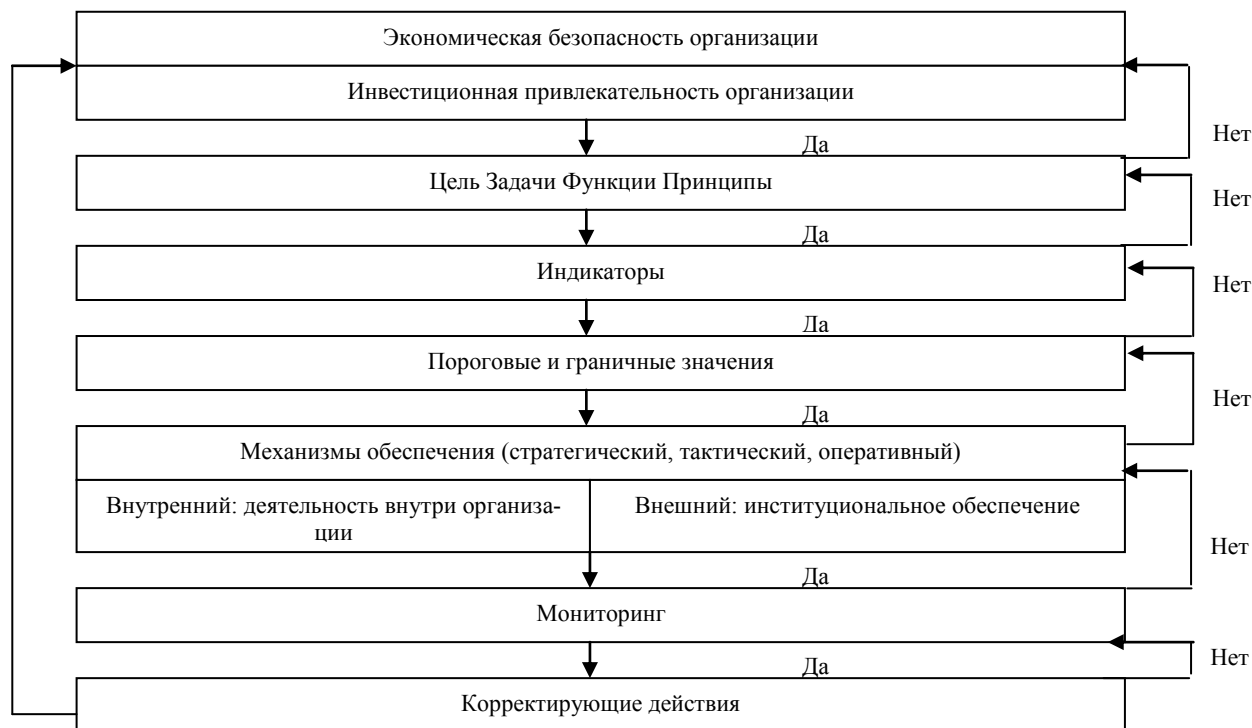 Экономическая безопасность организации
Инвестиционная привлекательность организации
Да
Нет
Цель Задачи Функции Принципы
Нет
Да
Индикаторы
Нет
Да
Пороговые и граничные значения
Нет
Да
Механизмы обеспечения (стратегический, тактический, оперативный)
Внутренний: деятельность внутри организа-
ции
Внешний: институциональное обеспечение
Нет
Да
Мониторинг
Нет
Да
Корректирующие действия